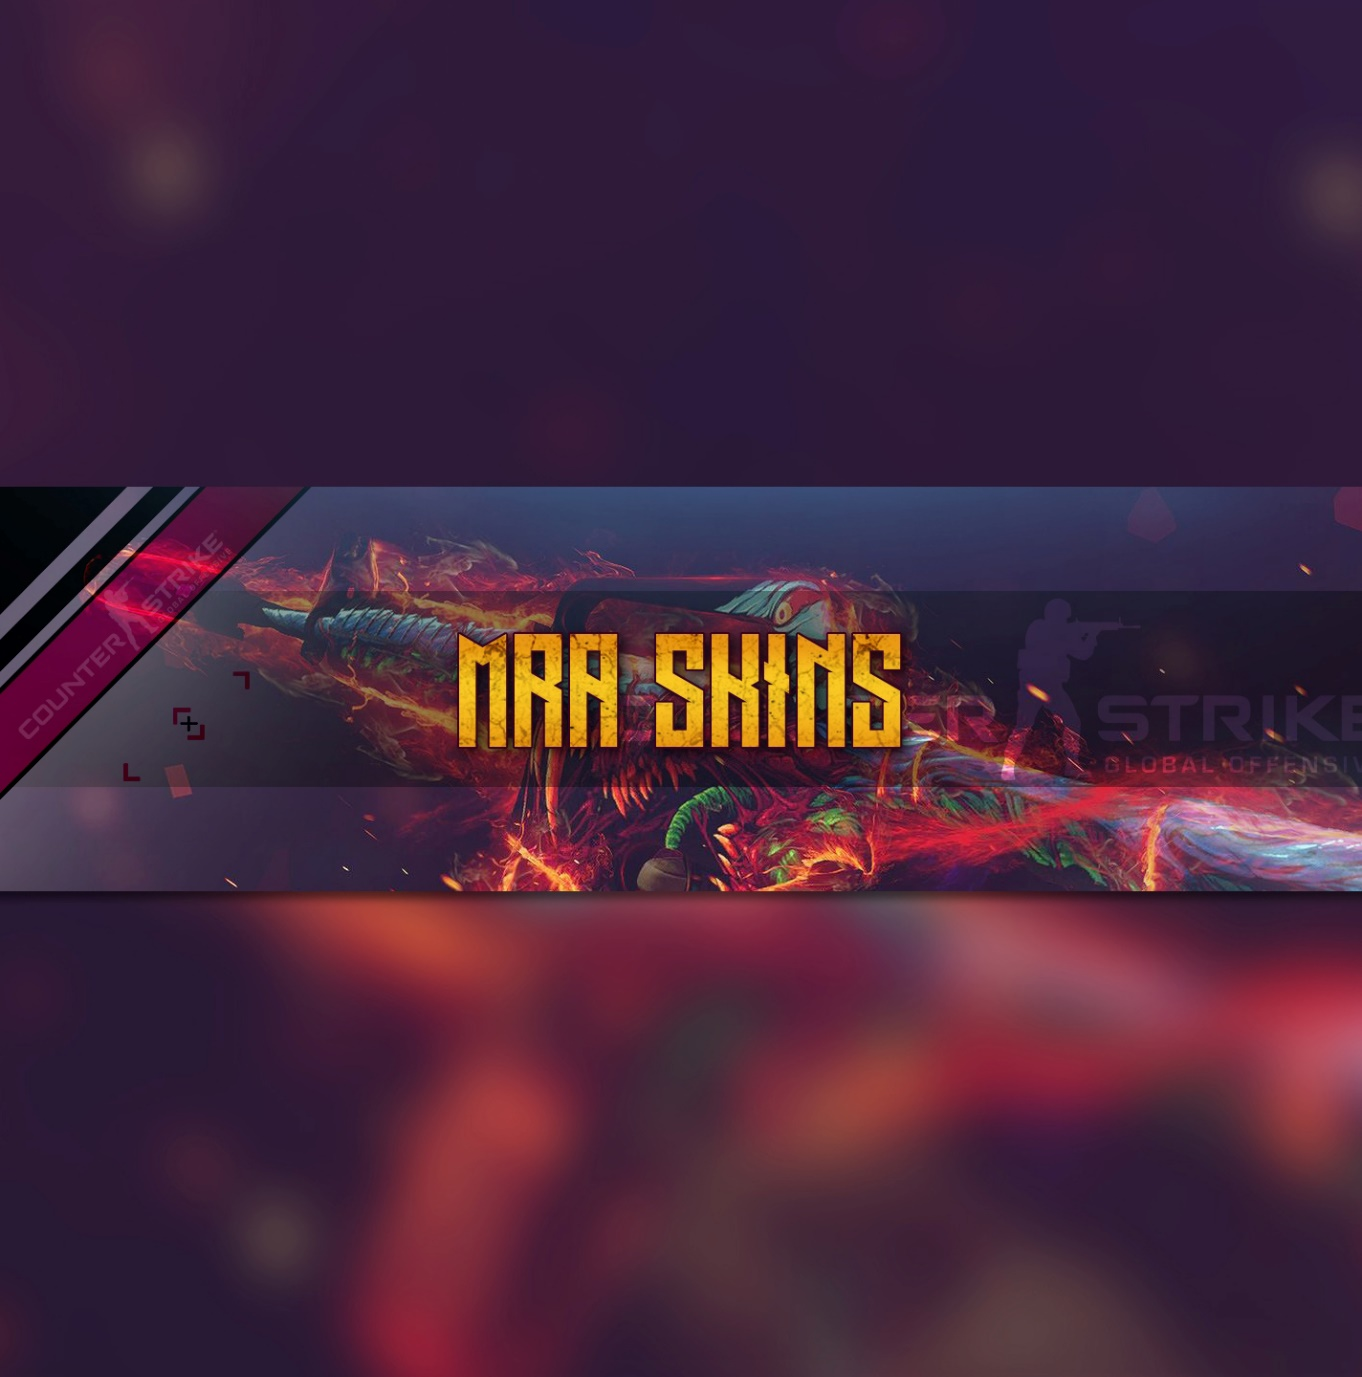 COUNTER STRIKE
MRA SKINS
STRIKE
GLOBAL OFFENSIV